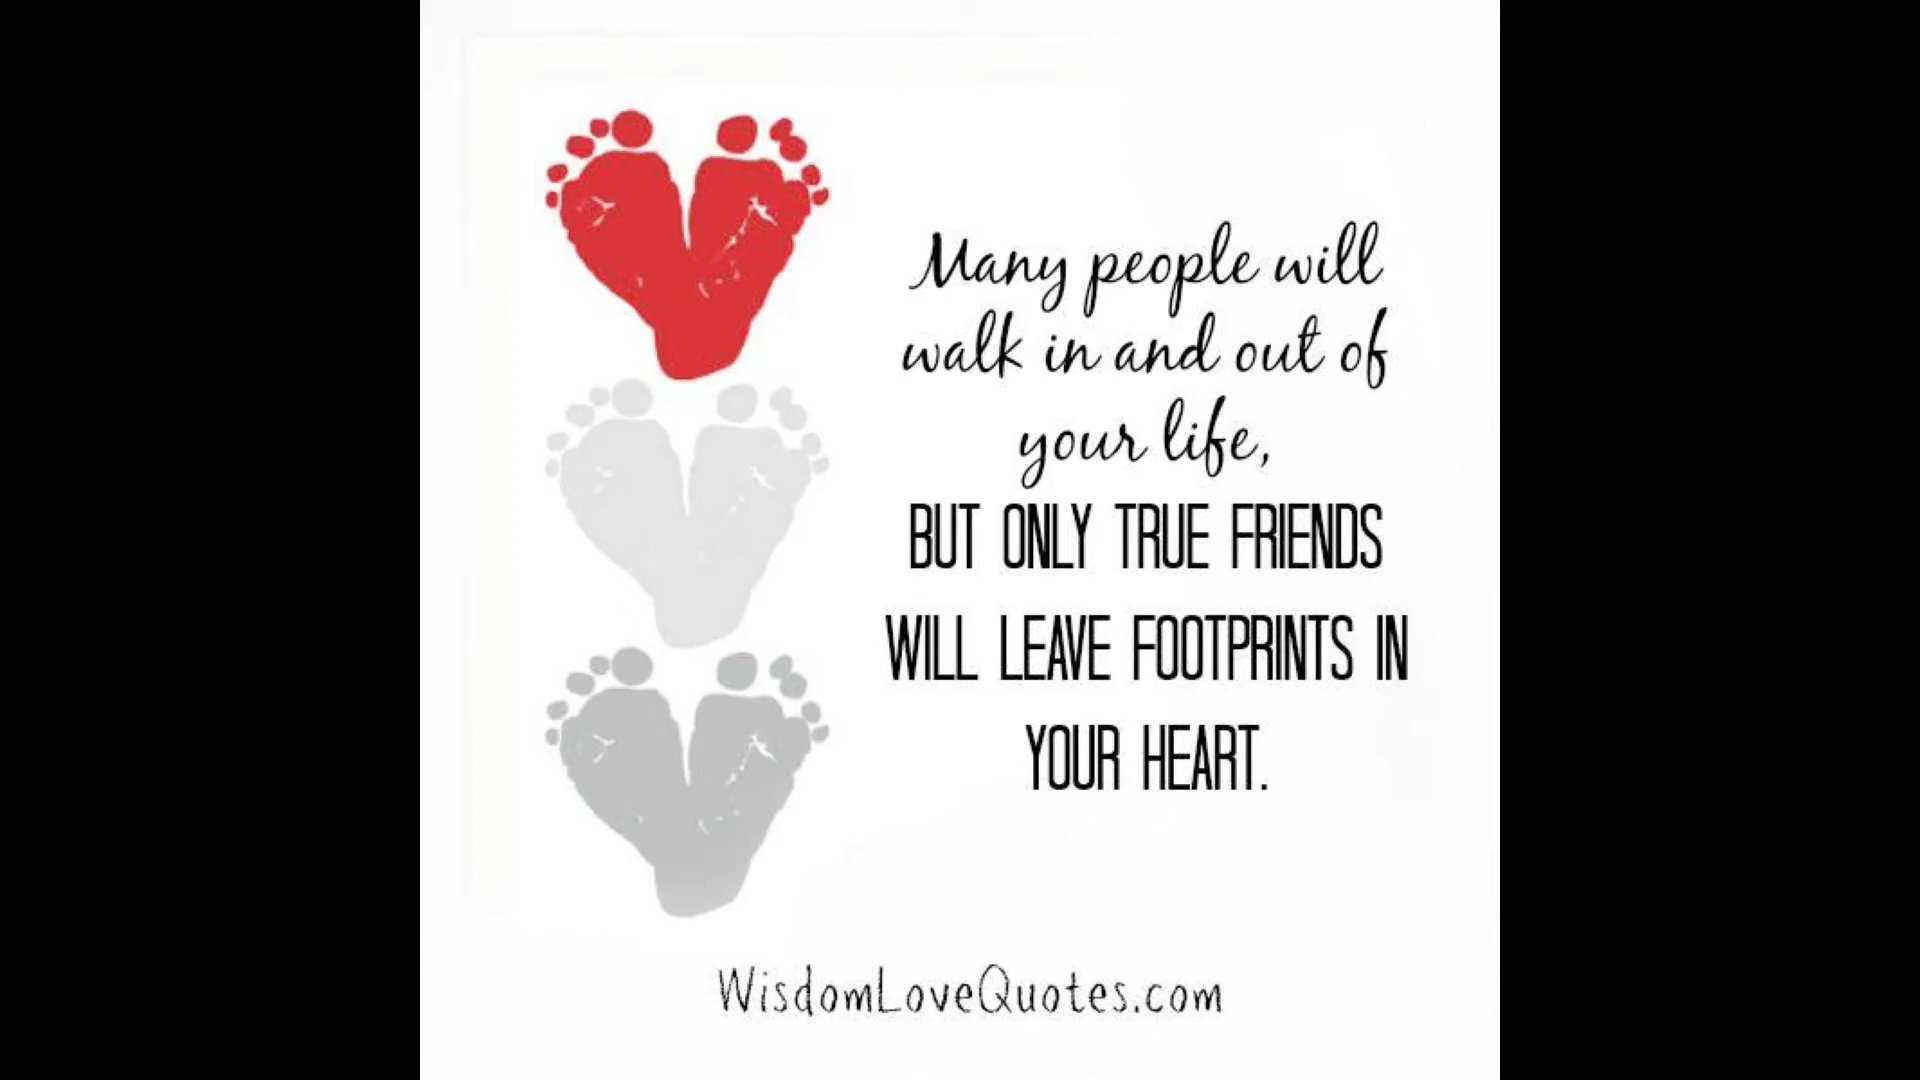 Many people will
walk in and out of
your life,
BUT ONLY TRUE FRIENDS
WILL LEAVE FOOTPRINTS IN
YOUR HEART.
WisdomLoveQuotes.com